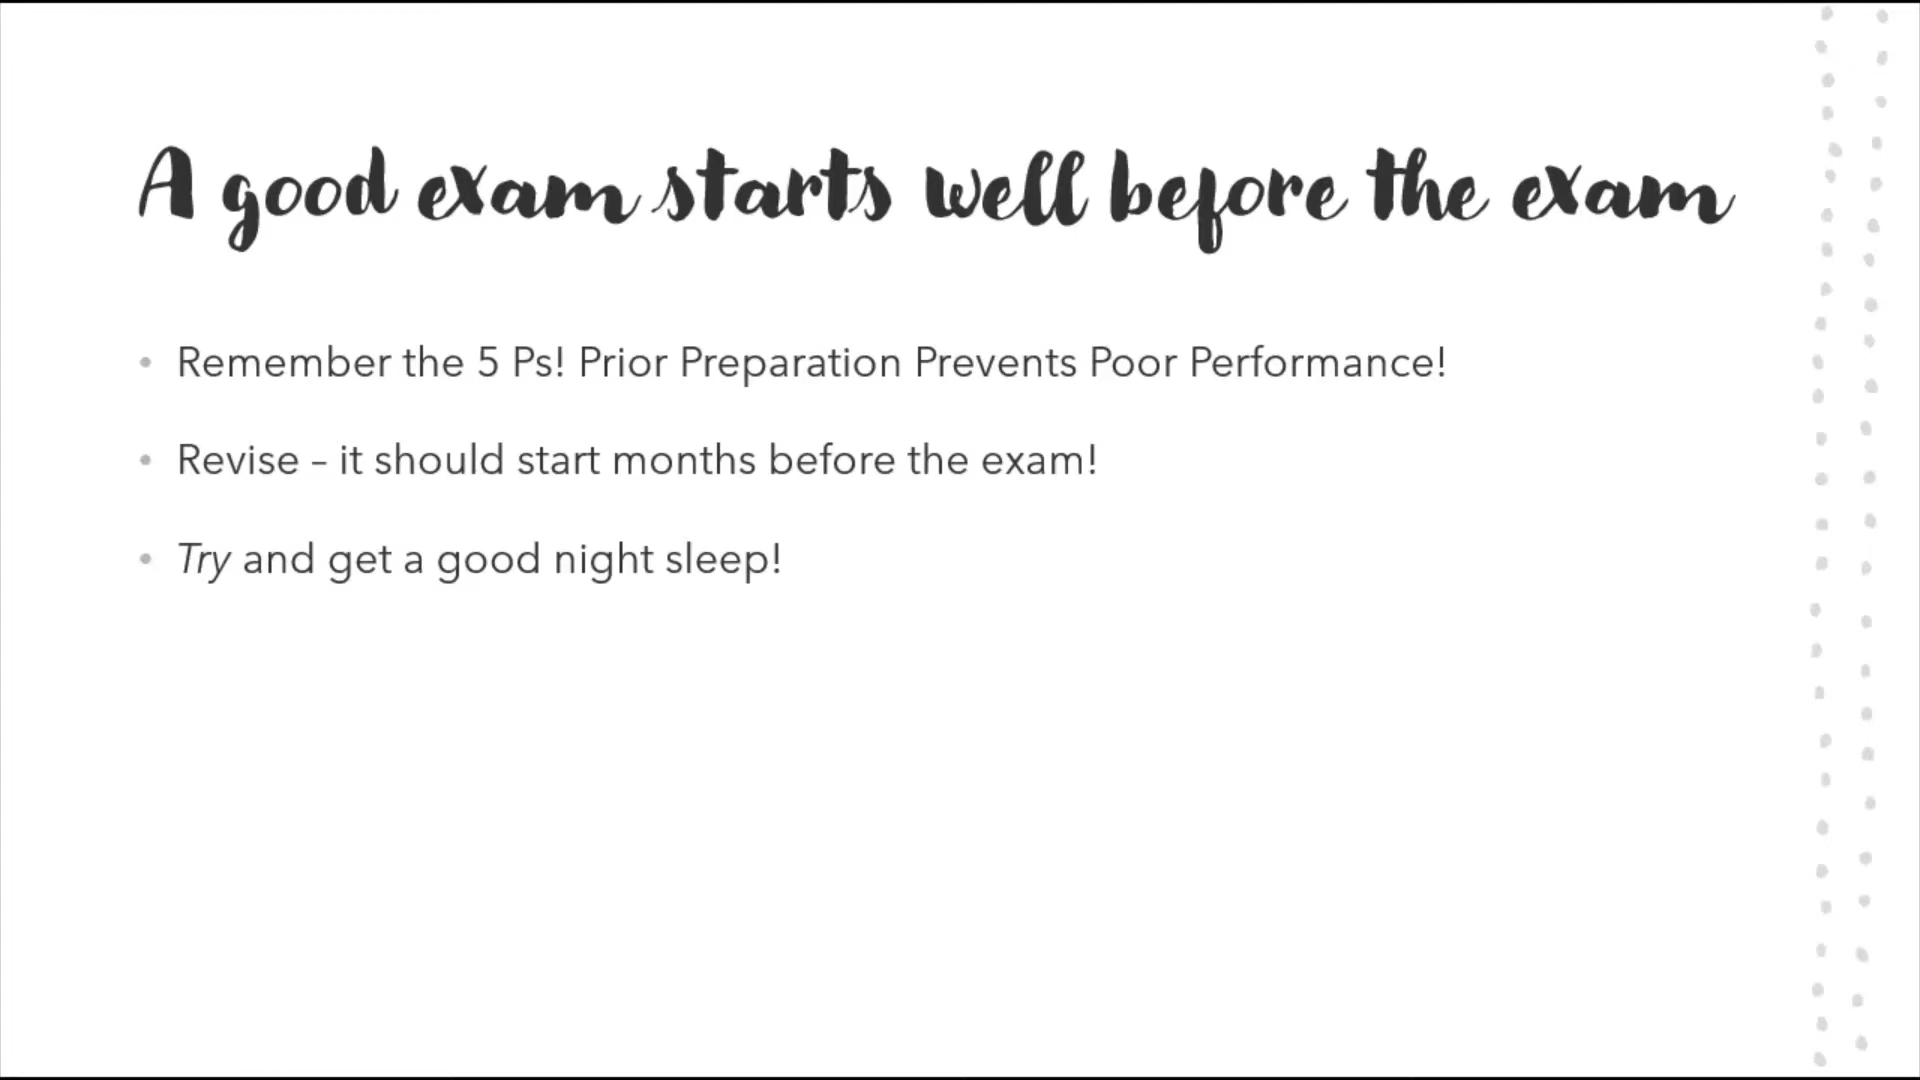 A good exam starts well before the exam
• Remember the 5 Ps! Prior Preparation Prevents Poor Performance!
• Revise – it should start months before the exam!
• Try and get a good night sleep!